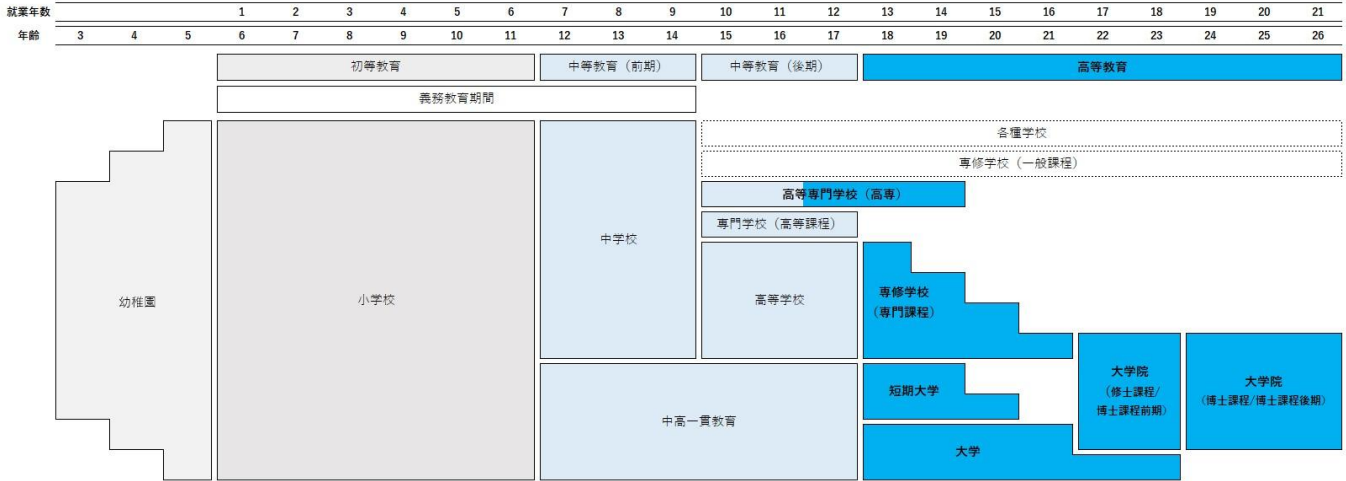 就業年数 1 2 3 4 5 6 7 8 9 10 11 12 13 14 15 16 17 18 19 20 21
年齢 3 4 5 6 7 8 9 10 11 12 13 14 15 16 17 18 19 20 21 22 23 24 25 26
初等教育 中等教育（前期） 中等教育（後期） 高等教育
義務教育期間
各種学校
専修学校（一般課程）
高等専門学校（高専）
専門学校（高等課程）
中学校
幼稚園
小学校
高等学校
専修学校
（専門課程）
大学院
（修士課程/
博士課程前期）
大学院
（博士課程/博士課程後期）
短期大学
中高一貫教育
大学